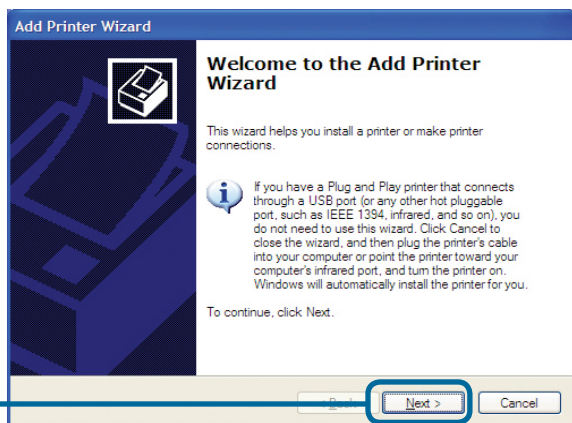 Add Printer Wizard
Welcome to the Add Printer
Wizard
This wizard helps you install a printer or make printer
connections.
If you have a Plug and Play printer that connects
through a USB port (or any other hot pluggable
port, such as IEEE 1394, infrared, and so on), you
do not need to use this wizard. Click Cancel to
close the wizard, and then plug the printer's cable
into your computer or point the printer toward your
computer's infrared port, and turn the printer on.
Windows will automatically install the printer for you.
To continue, click Next.
Next > Cancel